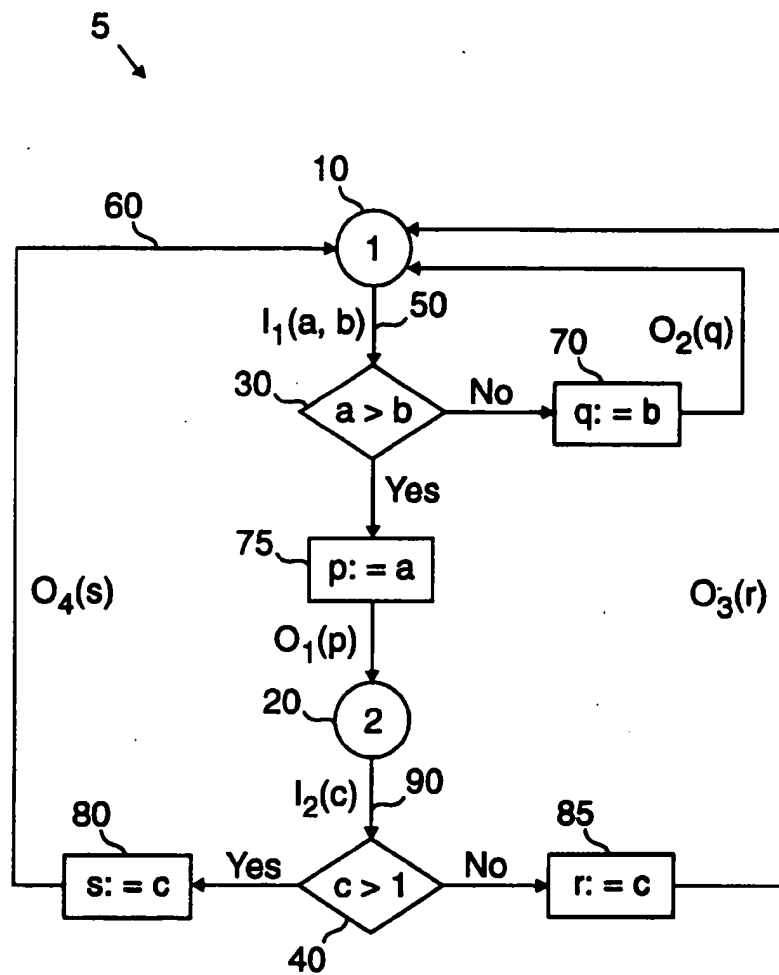 5
10
60
1
50
I₁(a, b)
O₂(q)
70
30
a > b
No
q: = b
Yes
75
p: = a
O₄(s)
O₃(r)
O₁(p)
20
2
I₂(c)
90
80
85
Yes
No
s: = c
c > 1
r: = c
40